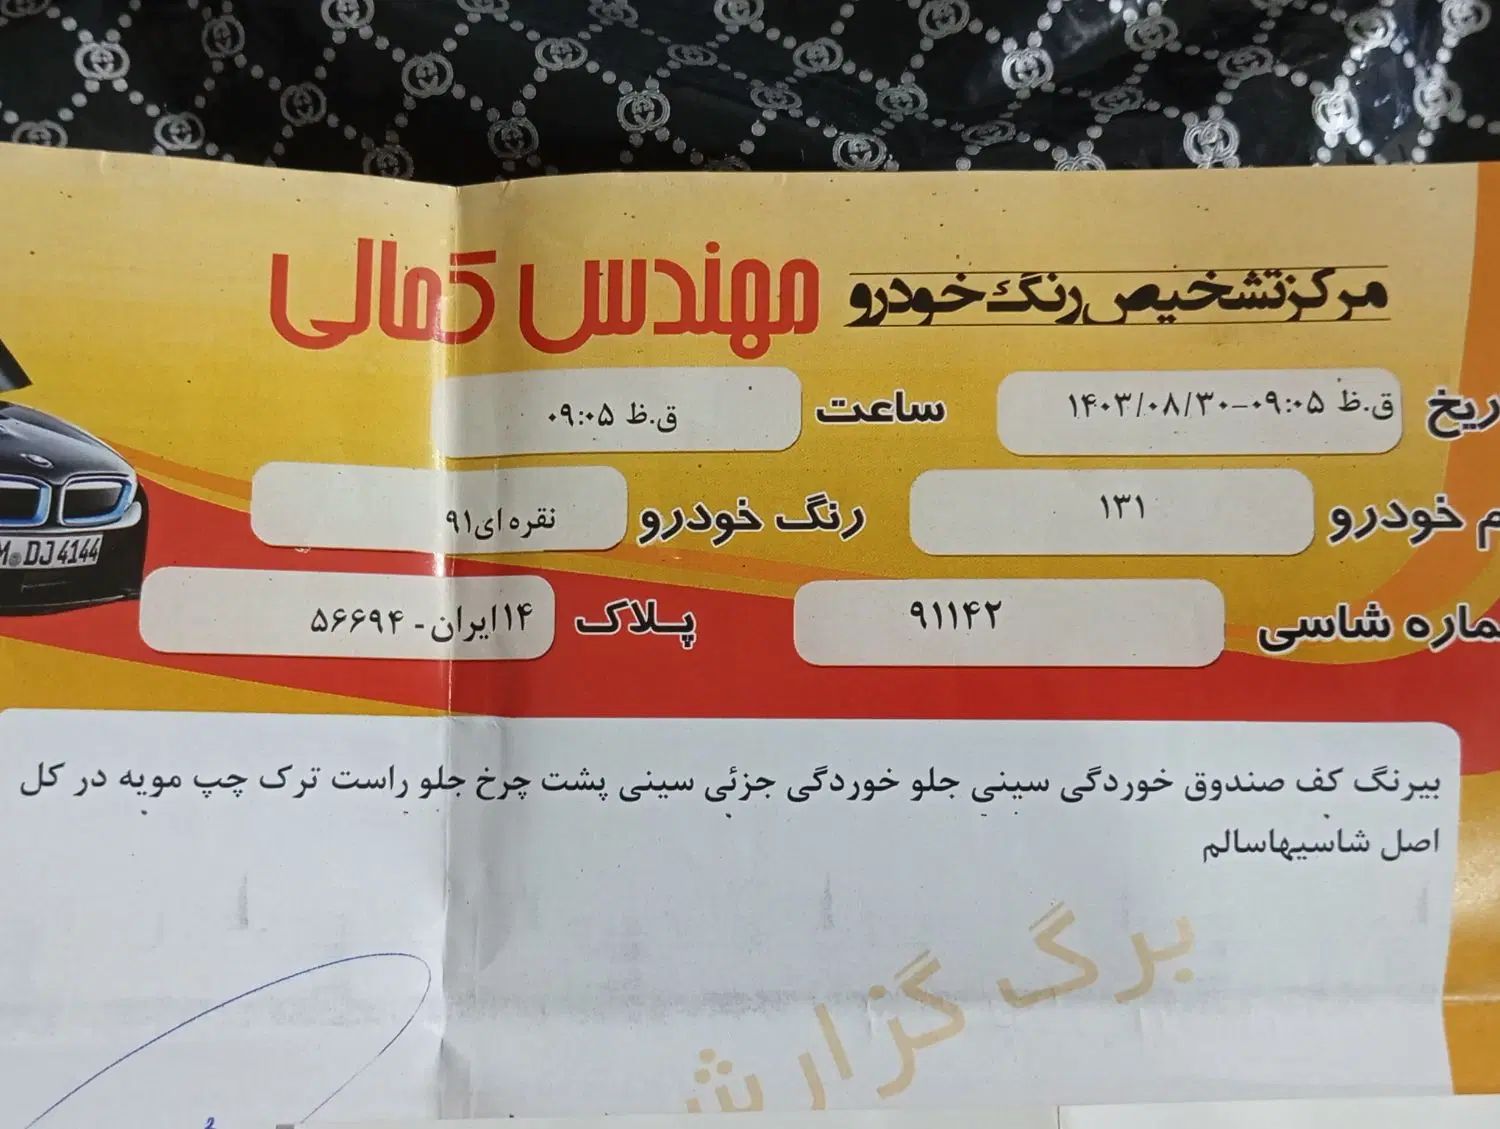 مرکز تشخیص رنگ خودرو مهندس کمالی
ریخ ۱۴۰۳/۰۸/۳۰-۰۹:۰۵ ق.ظ ساعت ۰۹:۰۵ ق.ظ
م خودرو ۱۳۱ رنگ خودرو نقره ای۹۱
ماره شاسی ۹۱۱۴۲ پلاک ۱۴ایران - ۵۶۶۹۴
M DJ 4144
بیرنگ کف صندوق خوردگی سینی جلو خوردگی جزئی سینی پشت چرخ جلو راست ترک چپ مویه در کل
اصل شاسیهاسالم
برگ گزارش